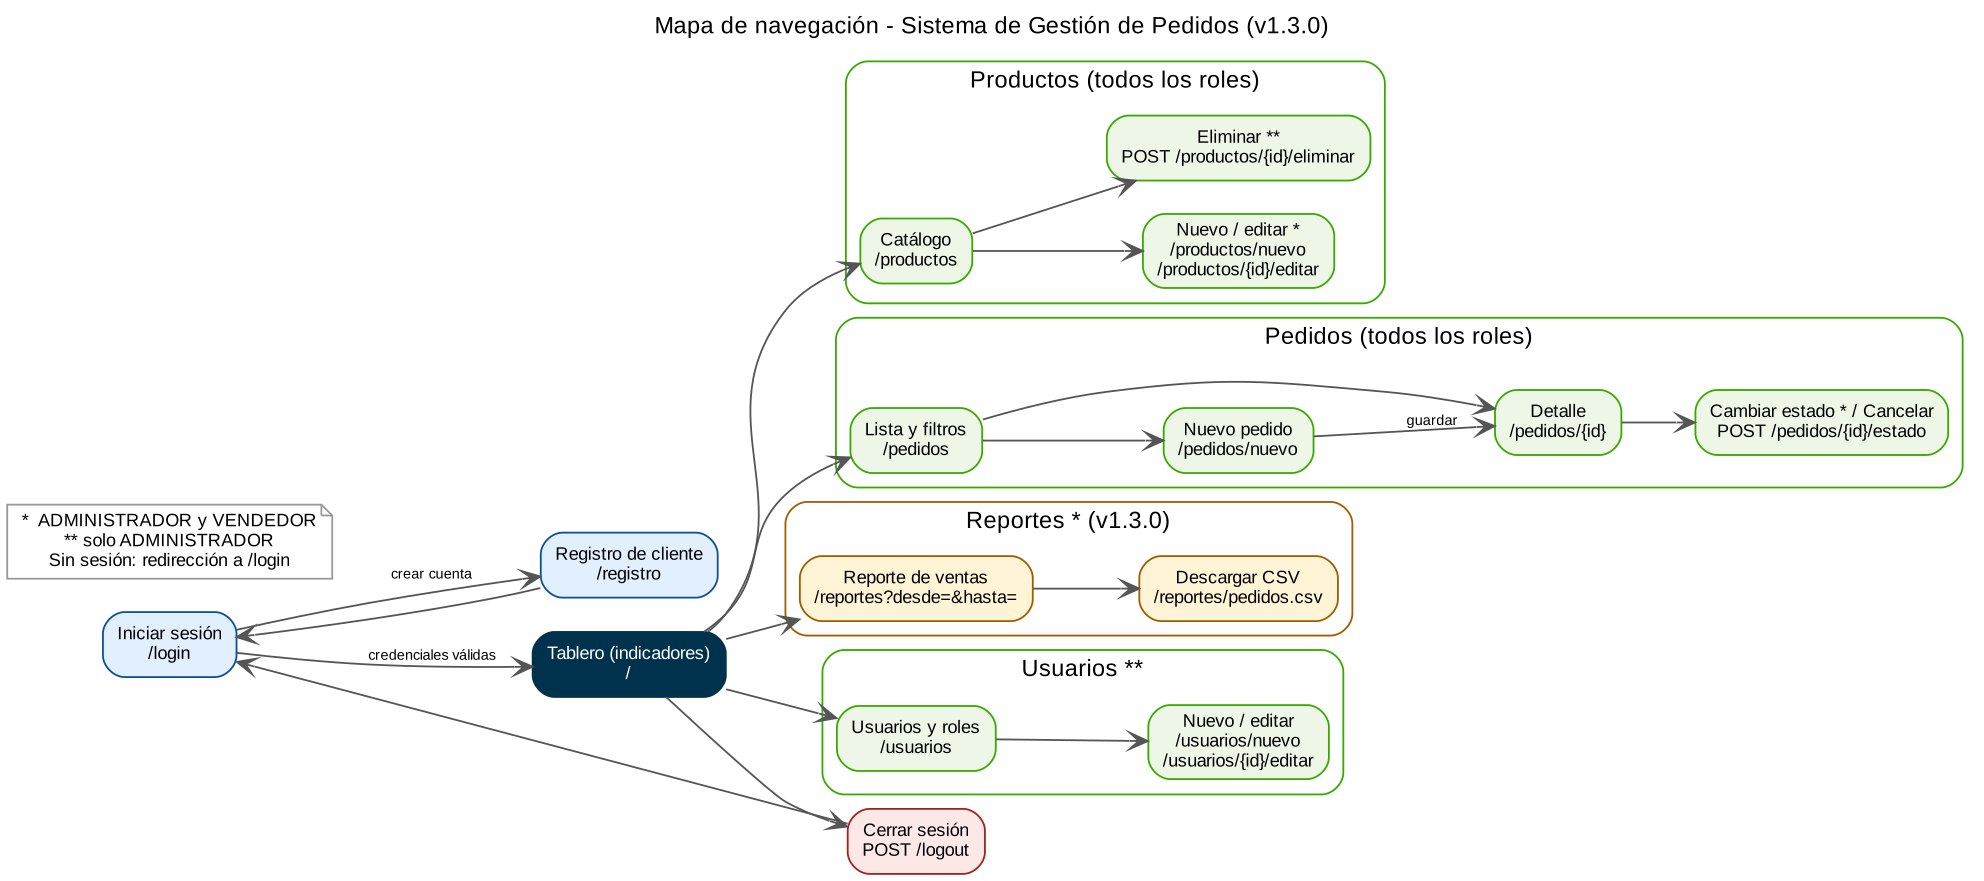 Mapa de navegación - Sistema de Gestión de Pedidos (v1.3.0)
Productos (todos los roles)
Eliminar **
POST /productos/{id}/eliminar
Catálogo
/productos
Nuevo / editar *
/productos/nuevo
/productos/{id}/editar
Pedidos (todos los roles)
Lista y filtros
/pedidos
Nuevo pedido
/pedidos/nuevo
guardar
Detalle
/pedidos/{id}
Cambiar estado * / Cancelar
POST /pedidos/{id}/estado
* ADMINISTRADOR y VENDEDOR
** solo ADMINISTRADOR
Sin sesión: redirección a /login
Iniciar sesión
/login
crear cuenta
credenciales válidas
Registro de cliente
/registro
Tablero (indicadores)
/
Reportes * (v1.3.0)
Reporte de ventas
/reportes?desde=&hasta=
Descargar CSV
/reportes/pedidos.csv
Usuarios **
Usuarios y roles
/usuarios
Nuevo / editar
/usuarios/nuevo
/usuarios/{id}/editar
Cerrar sesión
POST /logout